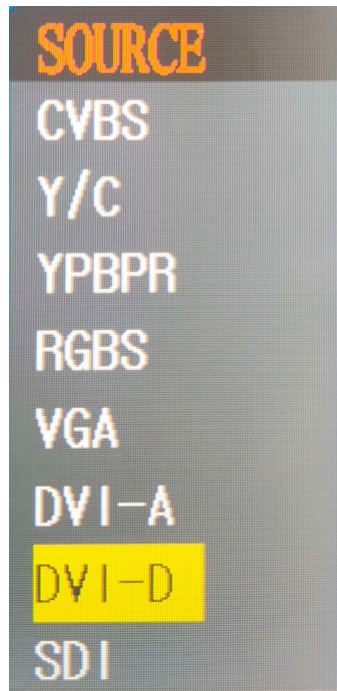 SOURCE
CVBS
Y/C
YPBPR
RGBS
VGA
DVI-A
DVI-D
SDI